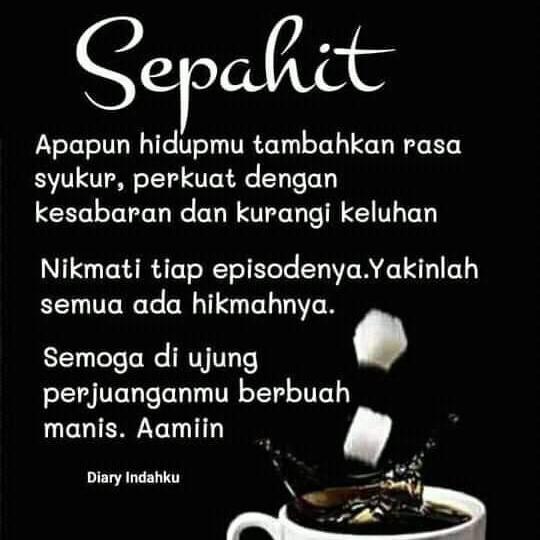 Sepahit
Apapun hidupmu tambahkan rasa
syukur, perkuat dengan
kesabaran dan kurangi keluhan
Nikmati tiap episodenya.Yakinlah
semua ada hikmahnya.
Semoga di ujung
perjuanganmu berbuah
manis. Aamiin
Diary Indahku